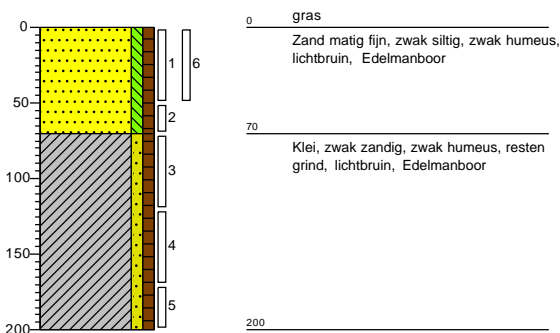 0
50
100
150
200
1
6
2
3
4
5
0
gras
Zand matig fijn, zwak siltig, zwak humeus,
lichtbruin, Edelmanboor
70
Klei, zwak zandig, zwak humeus, resten
grind, lichtbruin, Edelmanboor
200